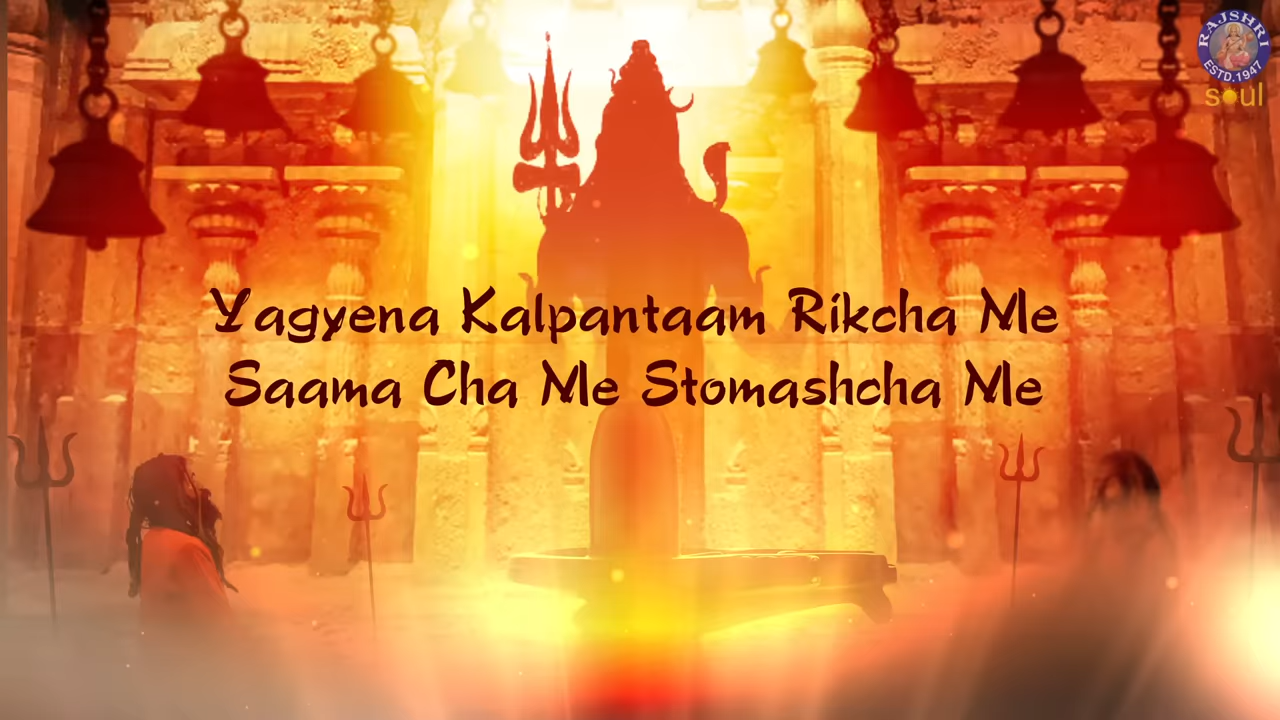 RAJSHRI
ESTD.1947
soul
Yagyena Kalpantaam Rikcha Me
Saama Cha Me Stomashcha Me